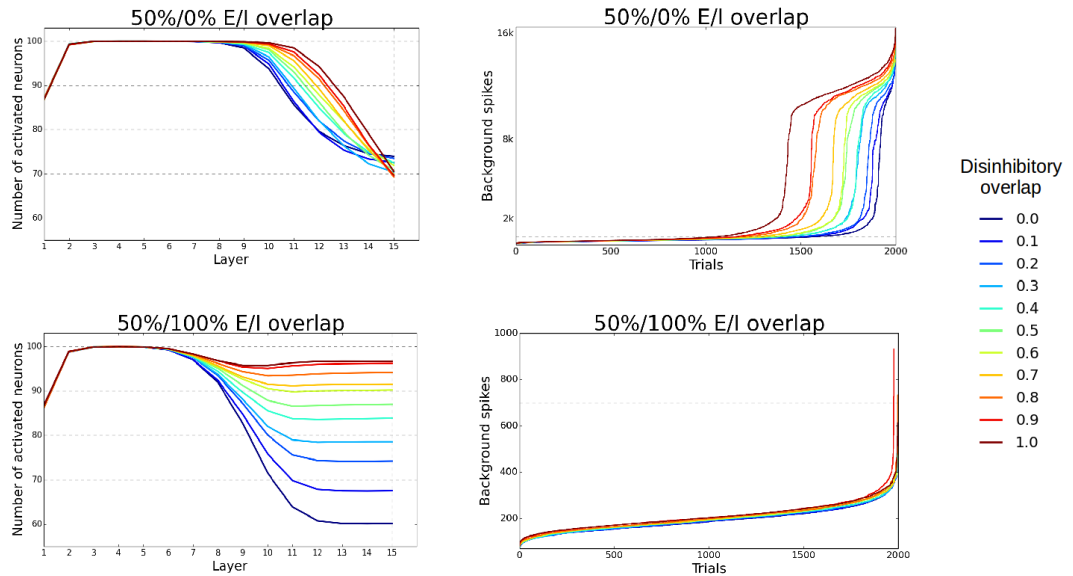 50%/0% E/I overlap
Number of activated neurons
100
90
80
70
60
1 2 3 4 5 6 7 8 9 10 11 12 13 14 15
Layer
50%/0% E/I overlap
Background spikes
16k
8k
2k
0 500 1000 1500 2000
Trials
50%/100% E/I overlap
Number of activated neurons
100
90
80
70
60
1 2 3 4 5 6 7 8 9 10 11 12 13 14 15
Layer
50%/100% E/I overlap
Background spikes
1000
800
600
400
200
0 500 1000 1500 2000
Trials
Disinhibitory
overlap
0.0
0.1
0.2
0.3
0.4
0.5
0.6
0.7
0.8
0.9
1.0